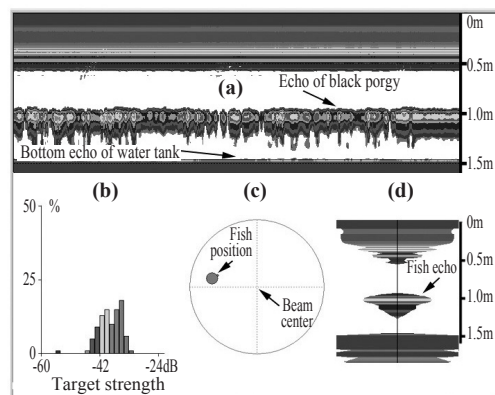 0m
0.5m
(a)
Echo of black porgy
1.0m
Bottom echo of water tank
1.5m
(b)
(c)
(d)
50
%
25
0
-60
-42
-24dB
Target strength
Fish
position
Beam
center
0m
0.5m
Fish echo
1.0m
1.5m